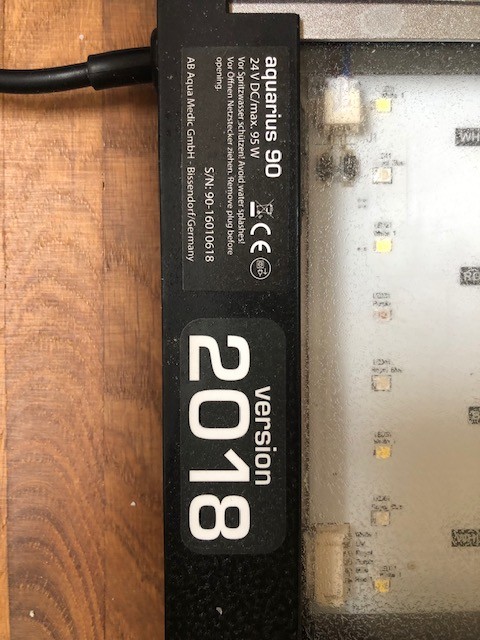 aquarius 90
24 V DC/max. 95 W
Vor Spritzwasser schützen! Avoid water splashes!
Vor Öffnen Netzstecker ziehen. Remove plug before
opening.
S/N: 90-16010618
AB Aqua Medic GmbH - Bissendorf/Germany
CE
version
2018